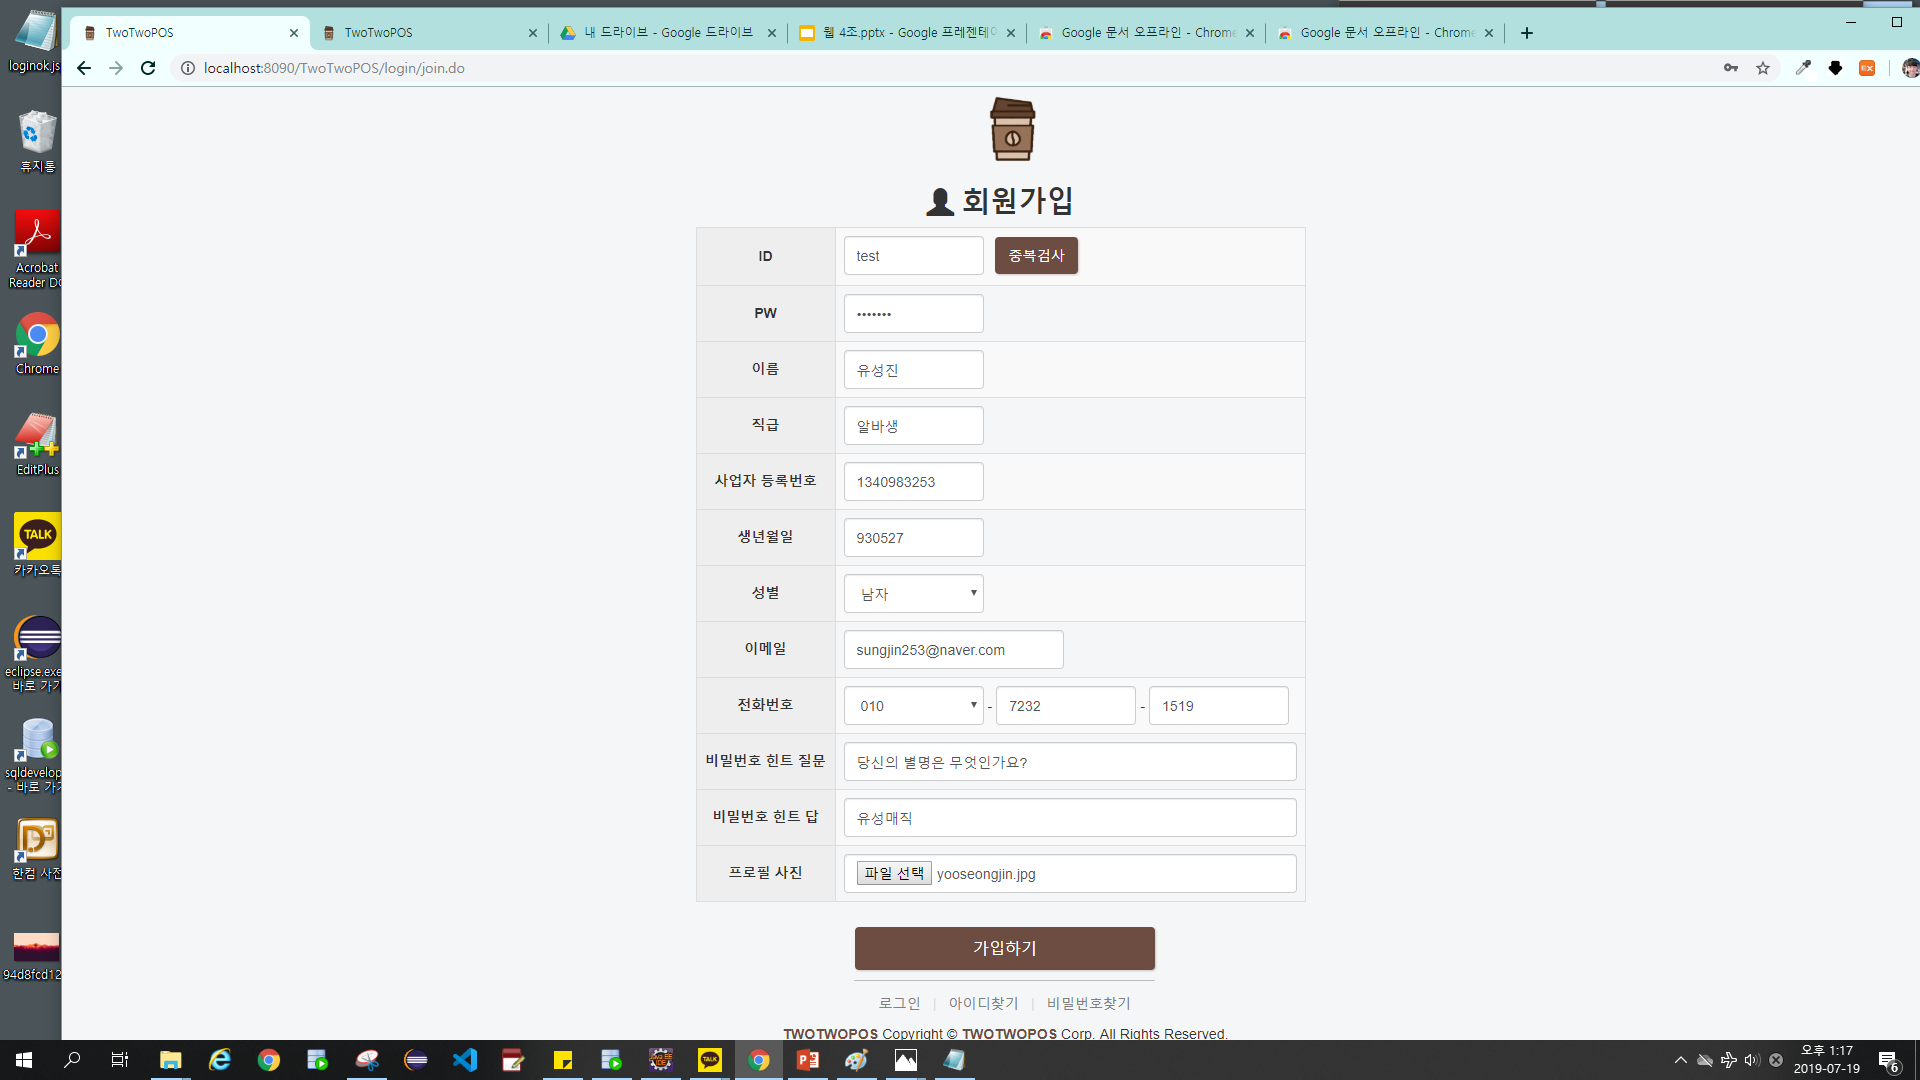 TwoTwoPOS
TwoTwoPOS
내 드라이브 - Google 드라이브
웹 4조.pptx - Google 프레젠테이
Google 문서 오프라인 - Chrome
Google 문서 오프라인 - Chrome
localhost:8090/TwoTwoPOS/login/join.do
loginok.js
휴지통
Acrobat
Reader DC
Chrome
EditPlus
TALK
카카오톡
eclipse.exe
바로 가기
sqldevelop
- 바로 가기
한컴 사전
94d8fcd12
회원가입
ID test 중복검사
PW •••••••
이름 유성진
직급 알바생
사업자 등록번호 1340983253
생년월일 930527
성별 남자
이메일 sungjin253@naver.com
전화번호 010 - 7232 - 1519
비밀번호 힌트 질문 당신의 별명은 무엇인가요?
비밀번호 힌트 답 유성매직
프로필 사진 파일 선택 yooseongjin.jpg
가입하기
로그인 | 아이디찾기 | 비밀번호찾기
TWOTWOPOS Copyright © TWOTWOPOS Corp. All Rights Reserved.
TALK
오후 1:17
2019-07-19
6